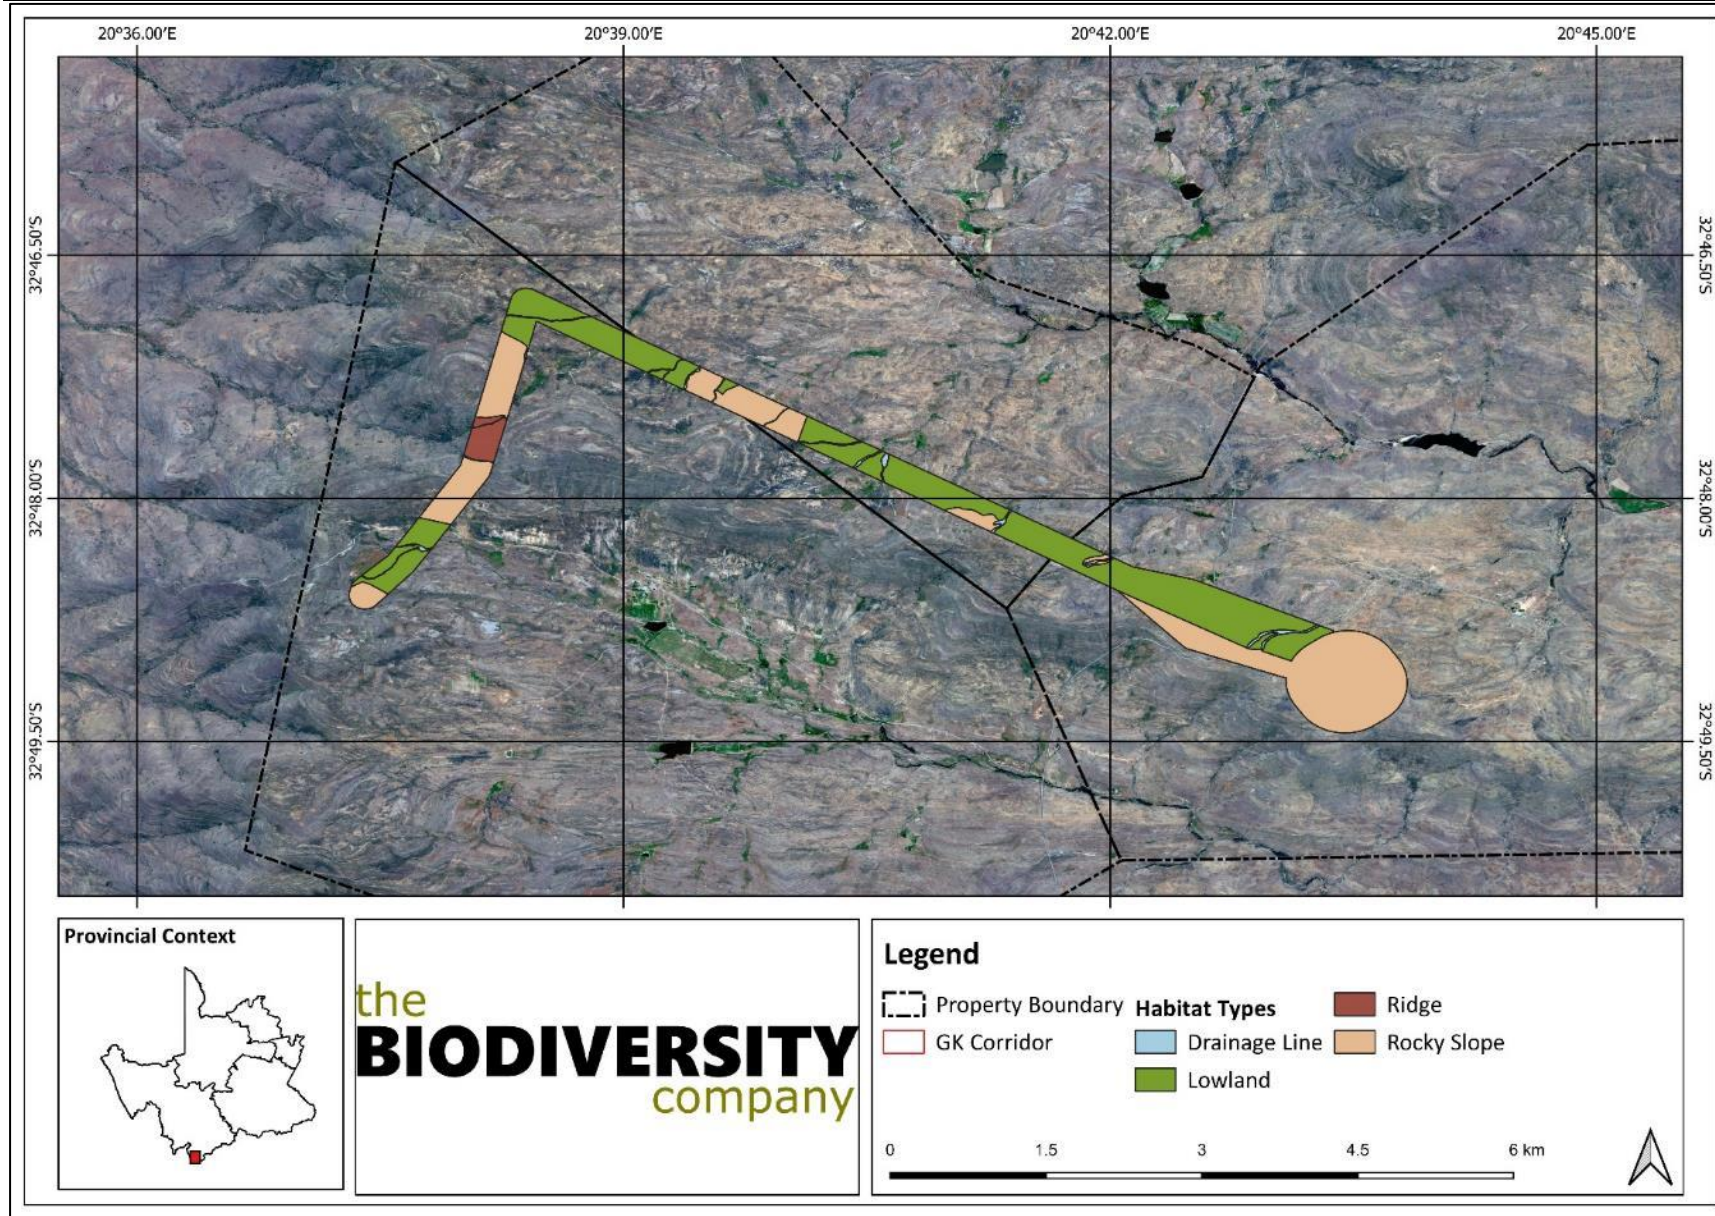 20°36.00'E
20°39.00'E
20°42.00'E
20°45.00'E
32°46.50'S
32°46.50'S
32°48.00'S
32°48.00'S
32°49.50'S
32°49.50'S
Provincial Context
the
BIODIVERSITY
company
Legend
Property Boundary
GK Corridor
Habitat Types
Drainage Line
Lowland
Ridge
Rocky Slope
0 1.5 3 4.5 6 km